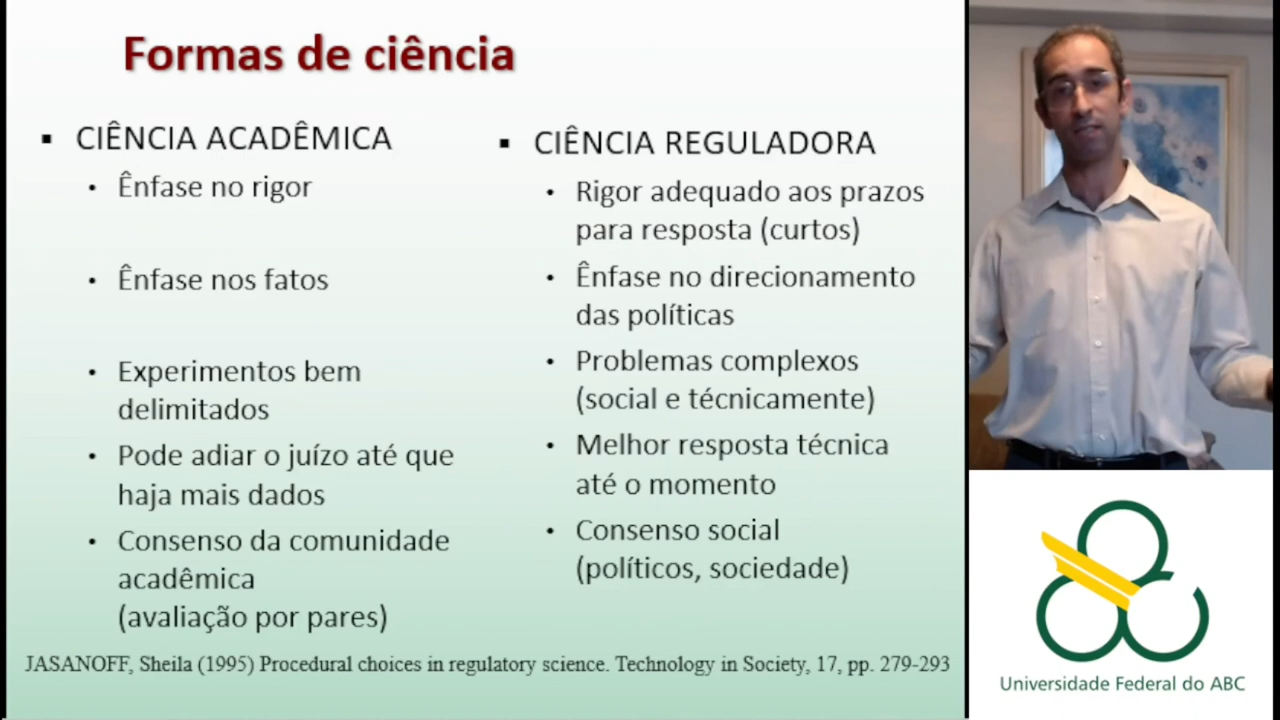 Formas de ciência
▪ CIÊNCIA ACADÊMICA
• Ênfase no rigor
• Ênfase nos fatos
• Experimentos bem
delimitados
• Pode adiar o juízo até que
haja mais dados
• Consenso da comunidade
acadêmica
(avaliação por pares)
▪ CIÊNCIA REGULADORA
• Rigor adequado aos prazos
para resposta (curtos)
• Ênfase no direcionamento
das políticas
• Problemas complexos
(social e técnicamente)
• Melhor resposta técnica
até o momento
• Consenso social
(políticos, sociedade)
JASANOFF, Sheila (1995) Procedural choices in regulatory science. Technology in Society, 17, pp. 279-293
Universidade Federal do ABC